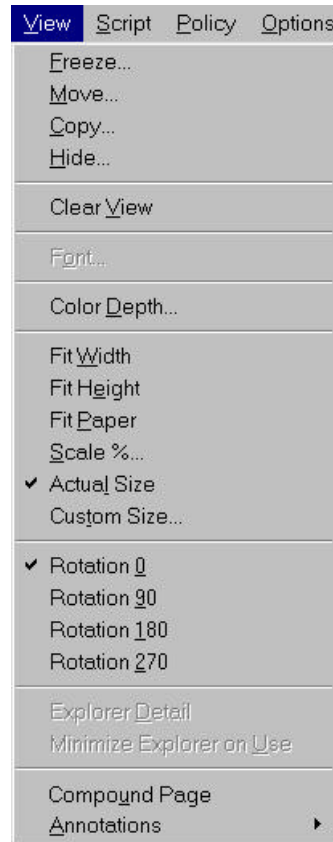 View Script Policy Options
Freeze...
Move...
Copy...
Hide...
Clear View
Font...
Color Depth...
Fit Width
Fit Height
Fit Paper
Scale %...
Actual Size
Custom Size...
Rotation 0
Rotation 90
Rotation 180
Rotation 270
Explorer Detail
Minimize Explorer on Use
Compound Page
Annotations